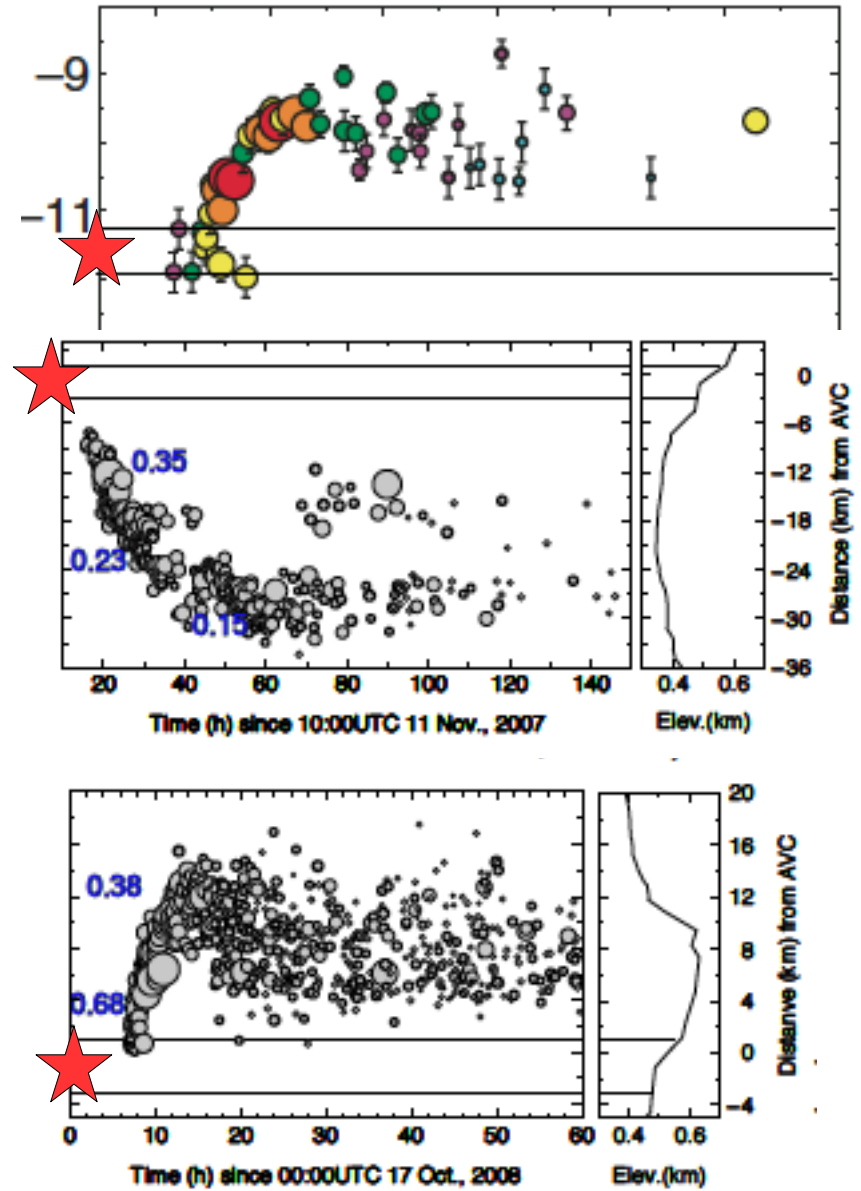 −9
−11
0
−6
−12
−18
−24
−30
−36
Distance (km) from AVC
0.35
0.23
0.15
20 40 60 80 100 120 140
0.4 0.6
Time (h) since 10:00UTC 11 Nov., 2007
Elev.(km)
20
16
12
8
4
0
−4
Distanve (km) from AVC
0.38
0.68
0 10 20 30 40 50 60
0.4 0.6
Time (h) since 00:00UTC 17 Oct., 2008
Elev.(km)